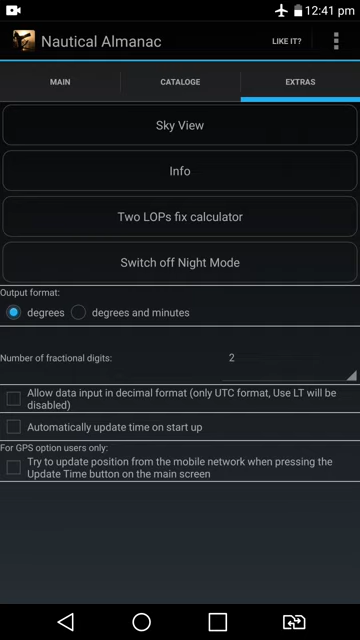 12:41 pm
Nautical Almanac
LIKE IT?
MAIN
CATALOGE
EXTRAS
Sky View
Info
Two LOPs fix calculator
Switch off Night Mode
Output format:
degrees
degrees and minutes
Number of fractional digits:
2
Allow data input in decimal format (only UTC format, Use LT will be
disabled)
Automatically update time on start up
For GPS option users only:
Try to update position from the mobile network when pressing the
Update Time button on the main screen